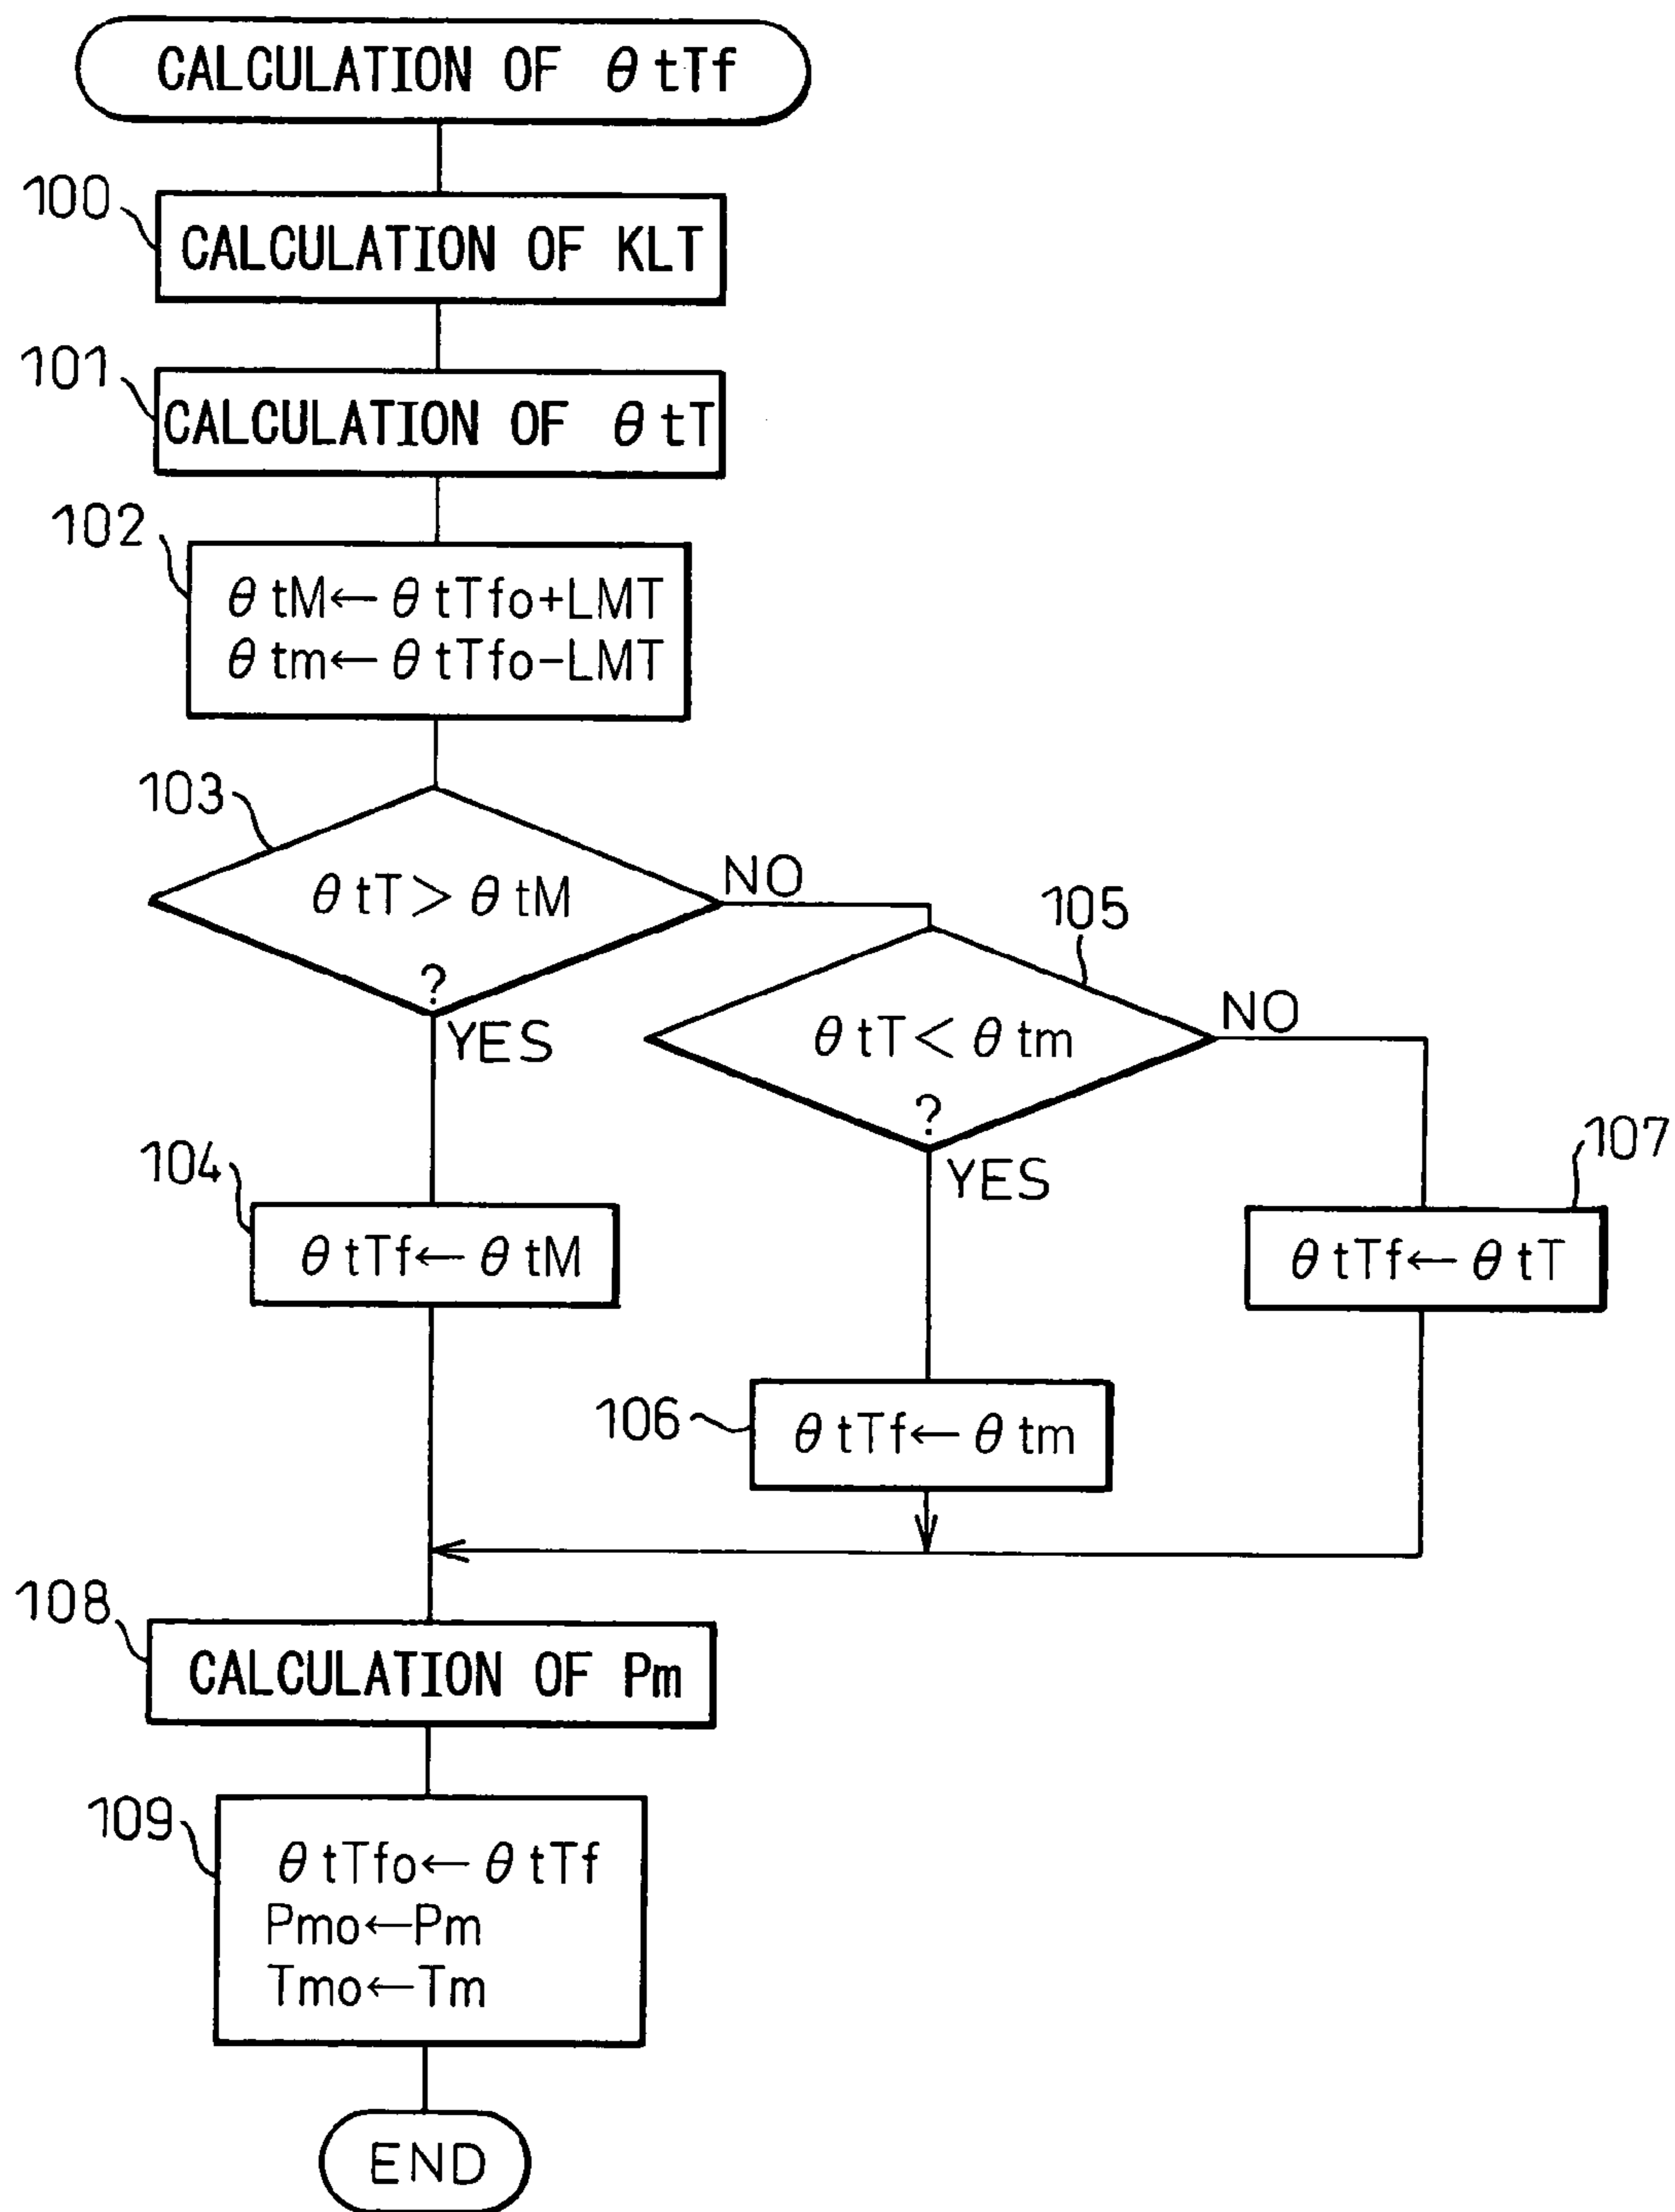 CALCULATION OF θtTf
100
CALCULATION OF KLT
101
CALCULATION OF θtT
102
θtM←θtTfo+LMT
θtm←θtTfo−LMT
103
θtT>θtM
?
NO
YES
105
θtT<θtm
?
NO
YES
104
θtTf←θtM
107
θtTf←θtT
106
θtTf←θtm
108
CALCULATION OF Pm
109
θtTfo←θtTf
Pmo←Pm
Tmo←Tm
END